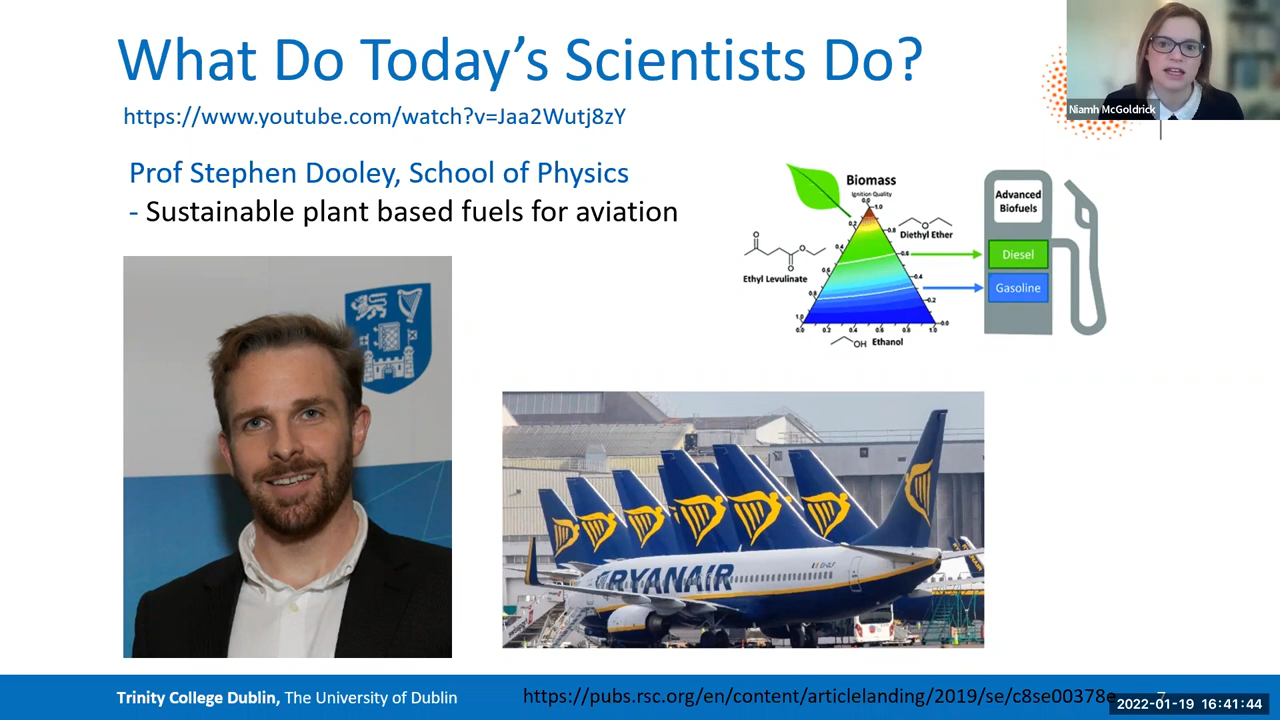 What Do Today's Scientists Do?
https://www.youtube.com/watch?v=Jaa2Wutj8zY
Niamh McGoldrick
Prof Stephen Dooley, School of Physics
- Sustainable plant based fuels for aviation
Biomass
Ignition Quality
Diethyl Ether
Ethyl Levulinate
OH Ethanol
Advanced
Biofuels
Diesel
Gasoline
RYANAIR
Trinity College Dublin, The University of Dublin
https://pubs.rsc.org/en/content/articlelanding/2019/se/c8se00378e
7
2022-01-19 16:41:44